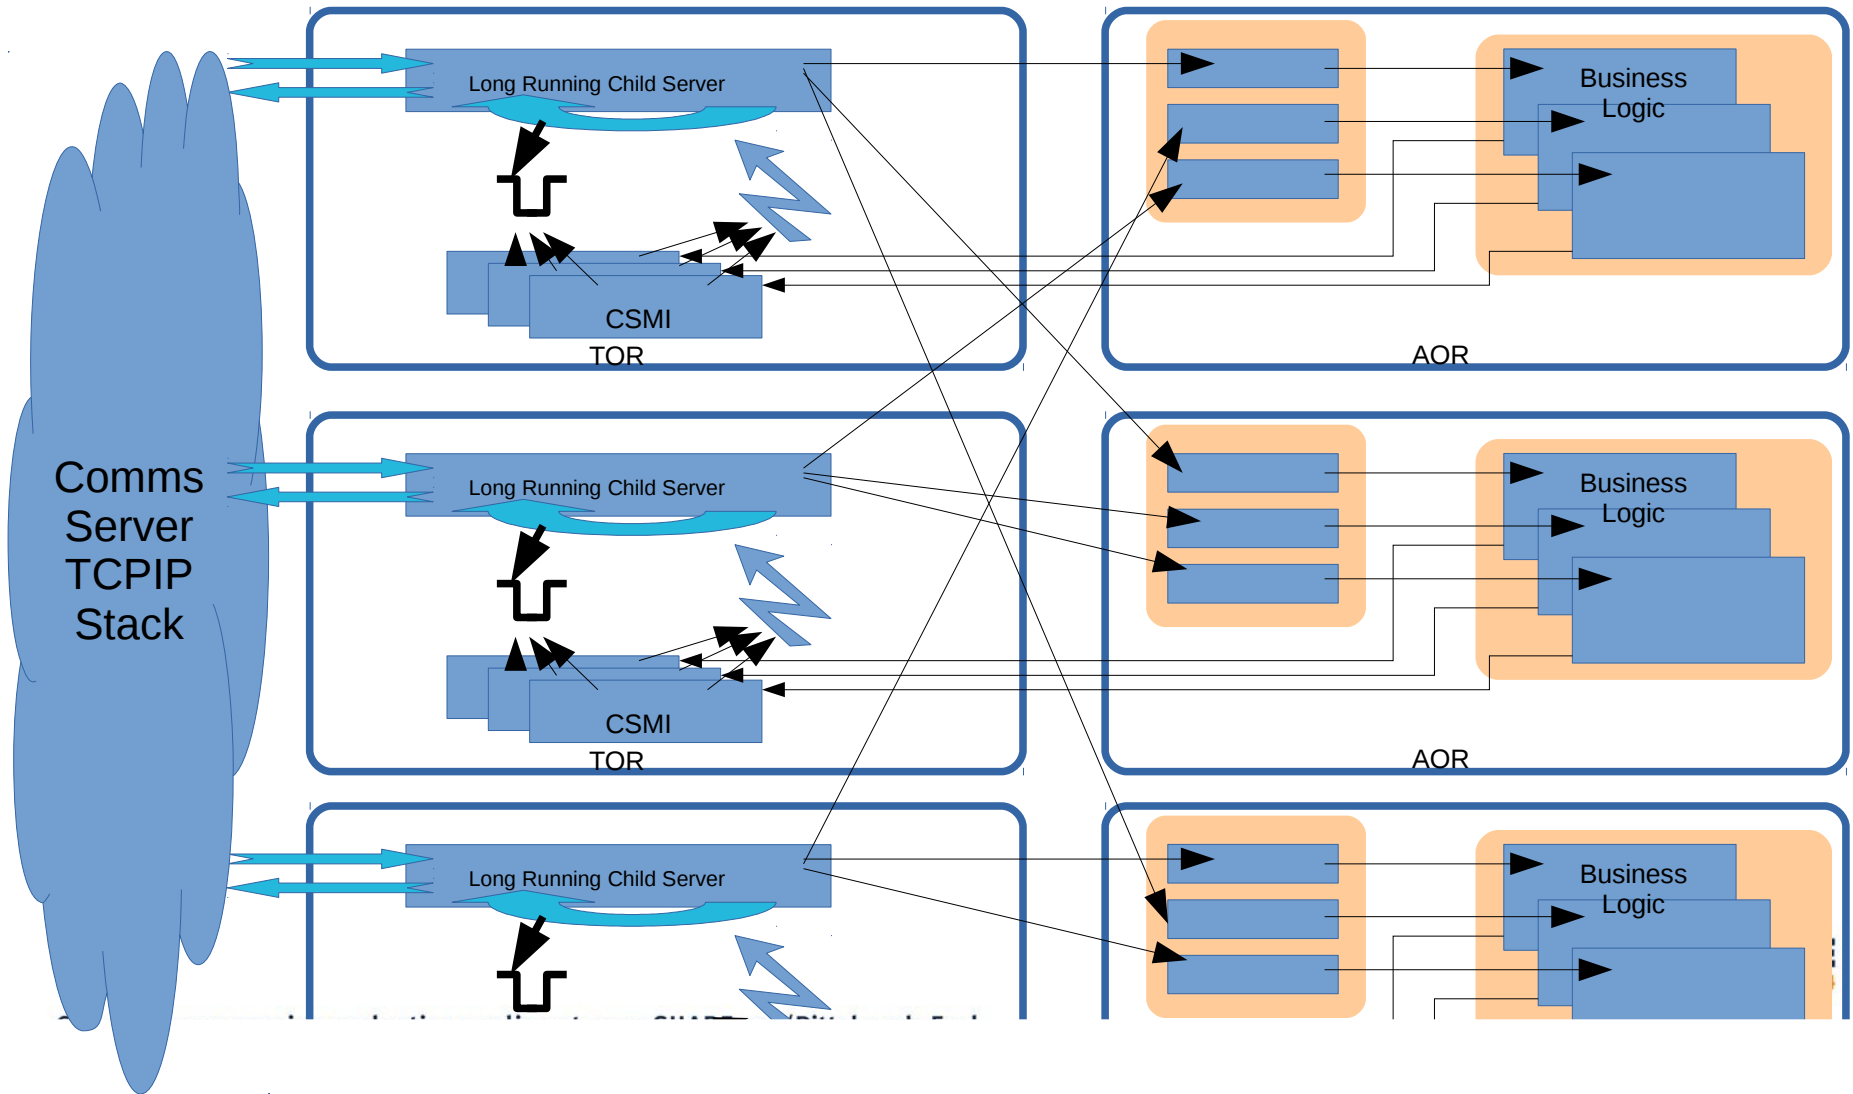 Comms
Server
TCPIP
Stack
Long Running Child Server
CSMI
TOR
Business
Logic
AOR
Long Running Child Server
CSMI
TOR
Business
Logic
AOR
Long Running Child Server
Business
Logic